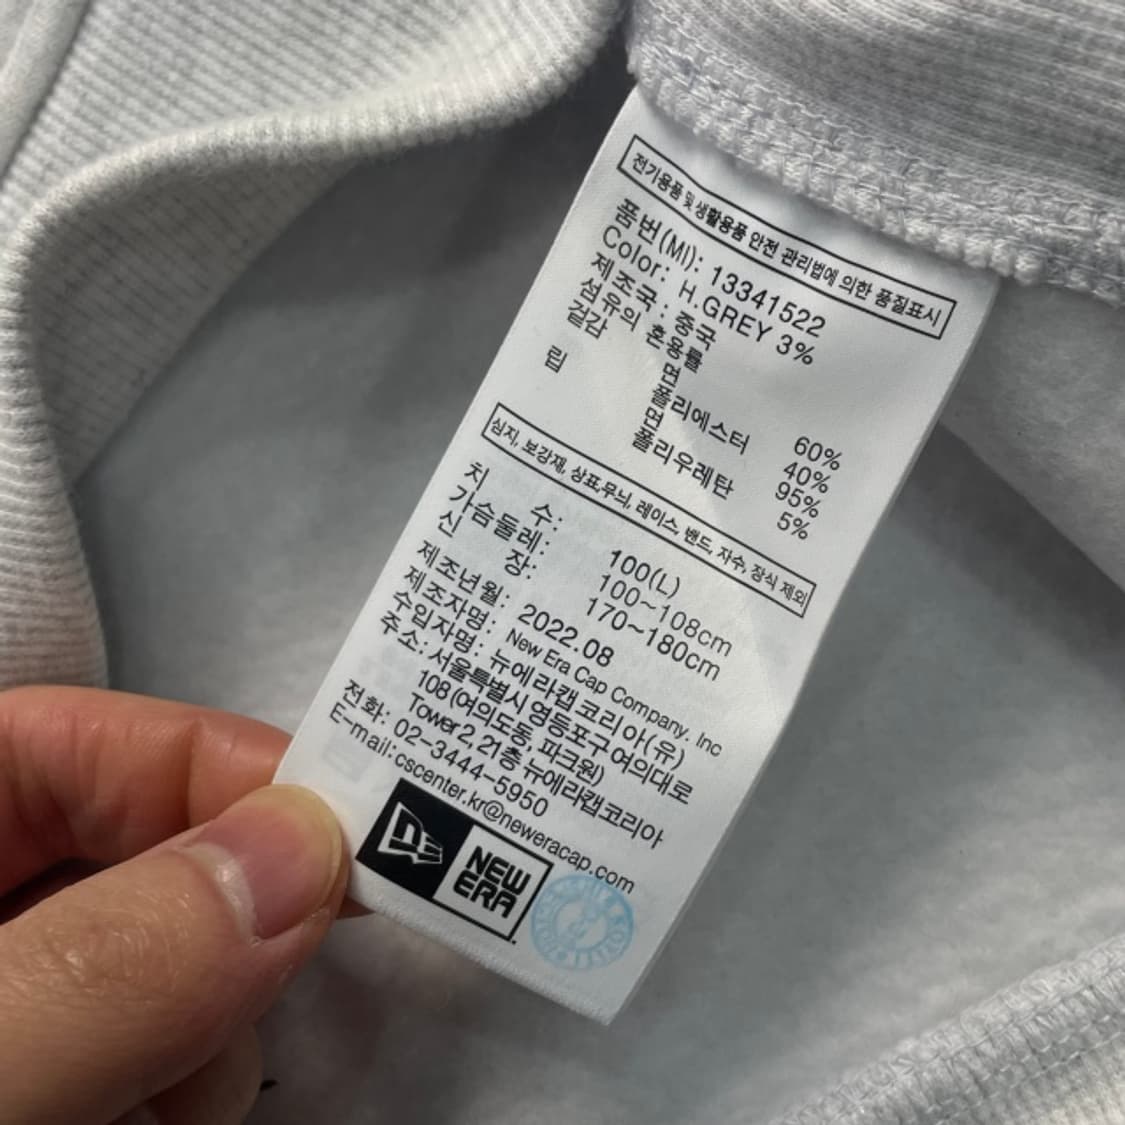 전기용품 및 생활용품 안전 관리법에 의한 품질표시
품번(MI): 13341522
Color: H.GREY 3%
제조국 : 중국
섬유의 혼용률
겉감 면 60%
폴리에스터 40%
립 면 95%
폴리우레탄 5%
심지, 보강재, 상표,무늬, 레이스, 밴드, 자수, 장식 제외
치 수: 100(L)
가슴둘레: 100~108cm
신 장: 170~180cm
제조년월: 2022.08
제조자명: New Era Cap Company. Inc
수입자명: 뉴에라캡코리아(유)
주소: 서울특별시 영등포구 여의대로
108(여의도동, 파크원)
Tower2, 21층 뉴에라캡코리아
전화: 02-3444-5950
E-mail:cscenter.kr@neweracap.com
NEW
ERA